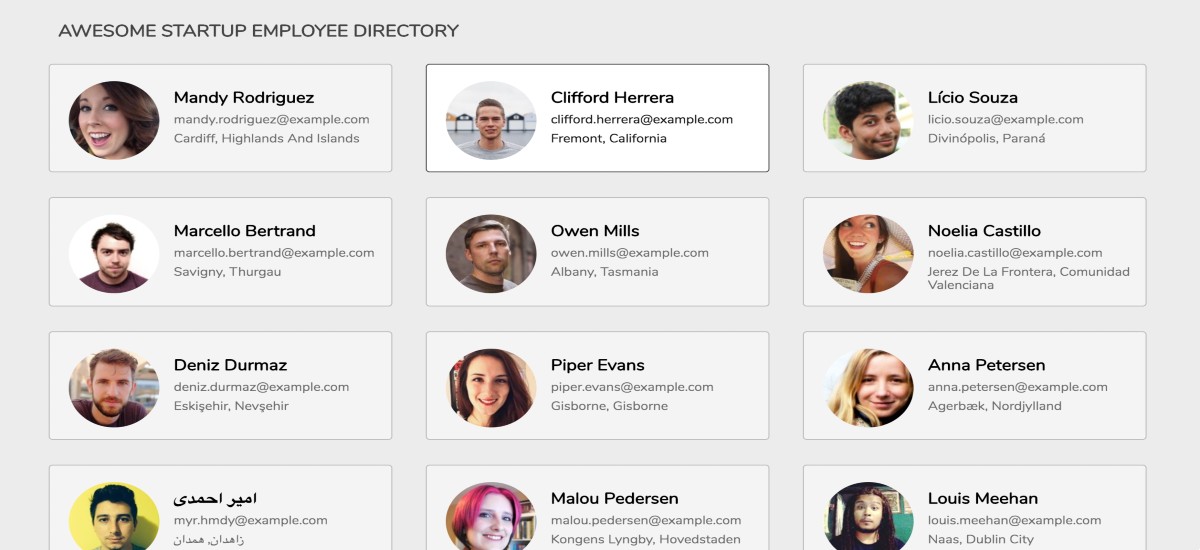 AWESOME STARTUP EMPLOYEE DIRECTORY
Mandy Rodriguez
mandy.rodriguez@example.com
Cardiff, Highlands And Islands
Clifford Herrera
clifford.herrera@example.com
Fremont, California
Lício Souza
licio.souza@example.com
Divinópolis, Paraná
Marcello Bertrand
marcello.bertrand@example.com
Savigny, Thurgau
Owen Mills
owen.mills@example.com
Albany, Tasmania
Noelia Castillo
noelia.castillo@example.com
Jerez De La Frontera, Comunidad
Valenciana
Deniz Durmaz
deniz.durmaz@example.com
Eskişehir, Nevşehir
Piper Evans
piper.evans@example.com
Gisborne, Gisborne
Anna Petersen
anna.petersen@example.com
Agerbæk, Nordjylland
امیر احمدی
myr.hmdy@example.com
زاهدان, همدان
Malou Pedersen
malou.pedersen@example.com
Kongens Lyngby, Hovedstaden
Louis Meehan
louis.meehan@example.com
Naas, Dublin City